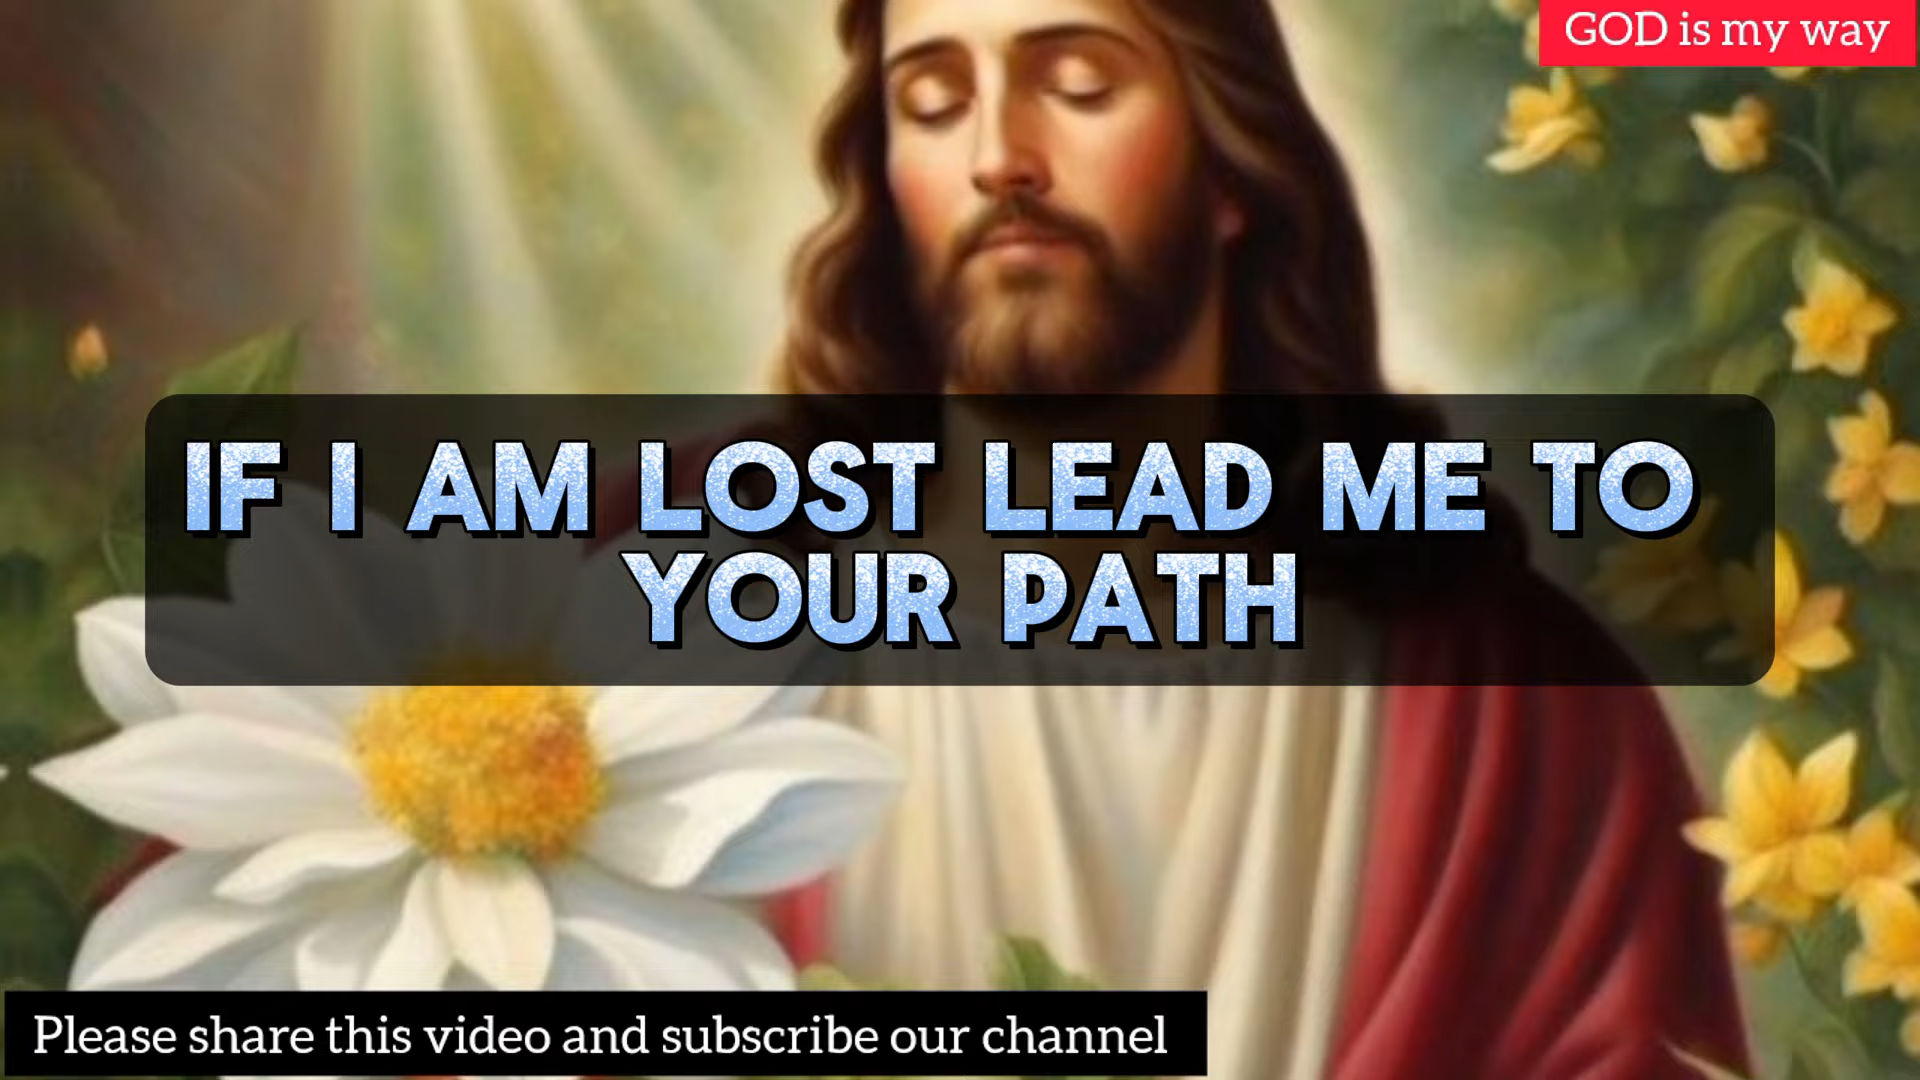 GOD is my way
IF I AM LOST LEAD ME TO
YOUR PATH
Please share this video and subscribe our channel